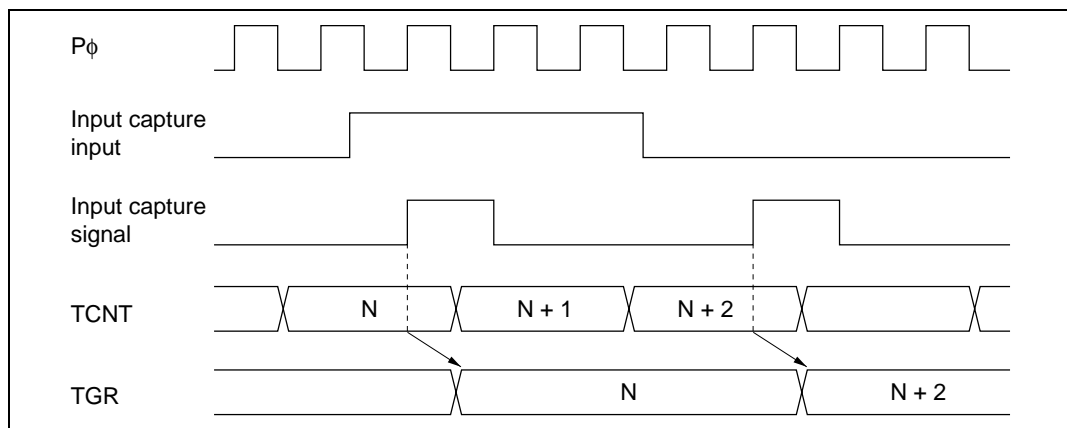 Pϕ
Input capture
input
Input capture
signal
TCNT
N
N + 1
N + 2
TGR
N
N + 2